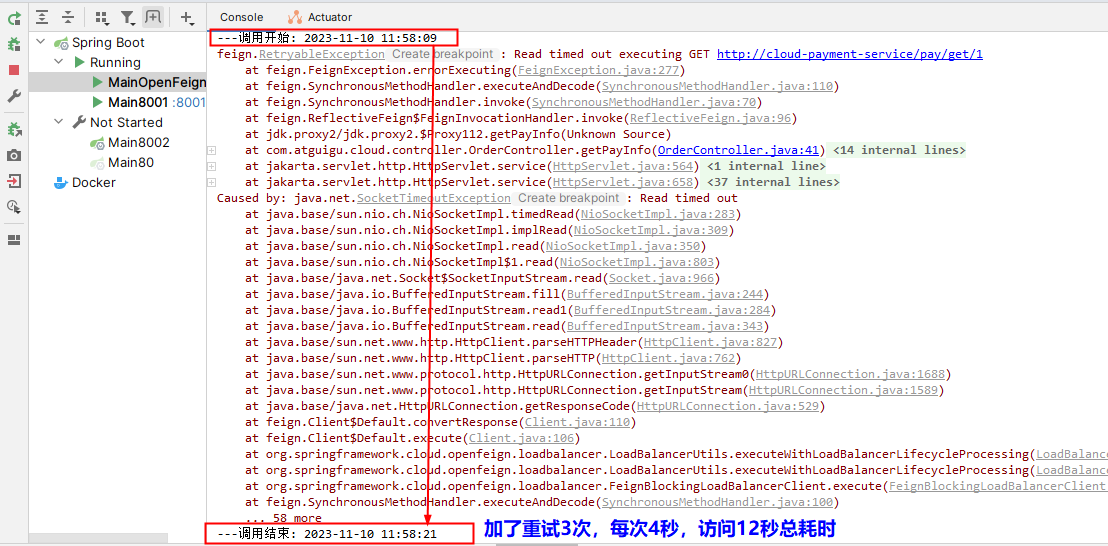 Console
Actuator
Spring Boot
Running
MainOpenFeign
Main8001 :8001
Not Started
Main8002
Main80
Docker
---调用开始: 2023-11-10 11:58:09
feign.RetryableException Create breakpoint : Read timed out executing GET http://cloud-payment-service/pay/get/1
at feign.FeignException.errorExecuting(FeignException.java:277)
at feign.SynchronousMethodHandler.executeAndDecode(SynchronousMethodHandler.java:110)
at feign.SynchronousMethodHandler.invoke(SynchronousMethodHandler.java:70)
at feign.ReflectiveFeign$FeignInvocationHandler.invoke(ReflectiveFeign.java:96)
at jdk.proxy2/jdk.proxy2.$Proxy112.getPayInfo(Unknown Source)
at com.atguigu.cloud.controller.OrderController.getPayInfo(OrderController.java:41) <14 internal lines>
at jakarta.servlet.http.HttpServlet.service(HttpServlet.java:564) <1 internal line>
at jakarta.servlet.http.HttpServlet.service(HttpServlet.java:658) <37 internal lines>
Caused by: java.net.SocketTimeoutException Create breakpoint : Read timed out
at java.base/sun.nio.ch.NioSocketImpl.timedRead(NioSocketImpl.java:283)
at java.base/sun.nio.ch.NioSocketImpl.implRead(NioSocketImpl.java:309)
at java.base/sun.nio.ch.NioSocketImpl.read(NioSocketImpl.java:350)
at java.base/sun.nio.ch.NioSocketImpl$1.read(NioSocketImpl.java:803)
at java.base/java.net.Socket$SocketInputStream.read(Socket.java:966)
at java.base/java.io.BufferedInputStream.fill(BufferedInputStream.java:244)
at java.base/java.io.BufferedInputStream.read1(BufferedInputStream.java:284)
at java.base/java.io.BufferedInputStream.read(BufferedInputStream.java:343)
at java.base/sun.net.www.http.HttpClient.parseHTTPHeader(HttpClient.java:827)
at java.base/sun.net.www.http.HttpClient.parseHTTP(HttpClient.java:762)
at java.base/sun.net.www.protocol.http.HttpURLConnection.getInputStream0(HttpURLConnection.java:1688)
at java.base/sun.net.www.protocol.http.HttpURLConnection.getInputStream(HttpURLConnection.java:1589)
at java.base/java.net.HttpURLConnection.getResponseCode(HttpURLConnection.java:529)
at feign.Client$Default.convertResponse(Client.java:110)
at feign.Client$Default.execute(Client.java:106)
at org.springframework.cloud.openfeign.loadbalancer.LoadBalancerUtils.executeWithLoadBalancerLifecycleProcessing(LoadBalanc
at org.springframework.cloud.openfeign.loadbalancer.LoadBalancerUtils.executeWithLoadBalancerLifecycleProcessing(LoadBalanc
at org.springframework.cloud.openfeign.loadbalancer.FeignBlockingLoadBalancerClient.execute(FeignBlockingLoadBalancerClient
at feign.SynchronousMethodHandler.executeAndDecode(SynchronousMethodHandler.java:100)
... 58 more
---调用结束: 2023-11-10 11:58:21
加了重试3次，每次4秒，访问12秒总耗时